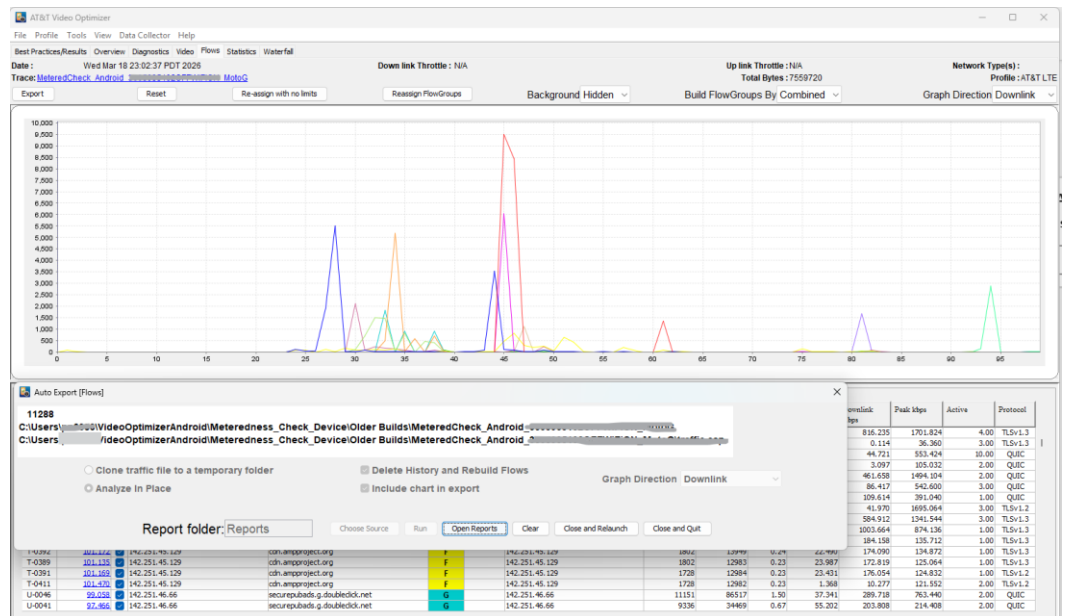 AT&T Video Optimizer
File Profile Tools View Data Collector Help
Best Practices/Results Overview Diagnostics Video Flows Statistics Waterfall
Date : Wed Mar 18 23:02:37 PDT 2026 Down link Throttle : N/A Up link Throttle : N/A Network Type(s) :
Trace: MeteredCheck_Android MotoG Total Bytes : 7559720 Profile : AT&T LTE
Export Reset Re-assign with no limits Reassign FlowGroups Background Hidden Build FlowGroups By Combined Graph Direction Downlink
10,000
9,500
9,000
8,500
8,000
7,500
7,000
6,500
6,000
5,500
5,000
4,500
4,000
3,500
3,000
2,500
2,000
1,500
1,000
500
0
0 5 10 15 20 25 30 35 40 45 50 55 60 65 70 75 80 85 90 95
Auto Export [Flows]
11288
C:\Users\ VideoOptimizerAndroid\Meteredness_Check_Device\Older Builds\MeteredCheck_Android_
C:\Users /VideoOptimizerAndroid\Meteredness_Check_Device\Older Builds\MeteredCheck_Android_
Clone traffic file to a temporary folder Delete History and Rebuild Flows Graph Direction Downlink
Analyze In Place Include chart in export
Report folder: Reports Choose Source Run Open Reports Clear Close and Relaunch Close and Quit
Peak kbps Active Protocol
816.235 1701.824 4.00 TLSv1.3
0.114 36.360 3.00 TLSv1.3
44.721 553.424 10.00 QUIC
3.097 105.032 2.00 QUIC
461.658 1494.104 2.00 QUIC
86.417 542.600 3.00 QUIC
109.614 391.040 1.00 QUIC
41.970 1695.064 3.00 TLSv1.2
584.912 1341.544 3.00 TLSv1.3
1003.664 874.136 1.00 TLSv1.3
184.158 135.712 1.00 TLSv1.3
T-0392 101.172 142.251.45.129 cdn.ampproject.org F 142.251.45.129 1802 13949 0.24 22.490 174.090 134.872 1.00 TLSv1.3
T-0389 101.135 142.251.45.129 cdn.ampproject.org F 142.251.45.129 1802 12983 0.23 23.987 172.819 125.064 1.00 TLSv1.3
T-0391 101.169 142.251.45.129 cdn.ampproject.org F 142.251.45.129 1728 12984 0.23 23.431 176.054 124.832 1.00 TLSv1.2
T-0411 101.470 142.251.45.129 cdn.ampproject.org F 142.251.45.129 1728 12982 0.23 1.368 10.277 121.552 2.00 TLSv1.2
U-0046 99.058 142.251.46.66 securepubads.g.doubleclick.net G 142.251.46.66 11151 86517 1.50 37.341 289.718 763.440 2.00 QUIC
U-0041 97.466 142.251.46.66 securepubads.g.doubleclick.net G 142.251.46.66 9336 34469 0.67 55.202 203.808 214.408 2.00 QUIC